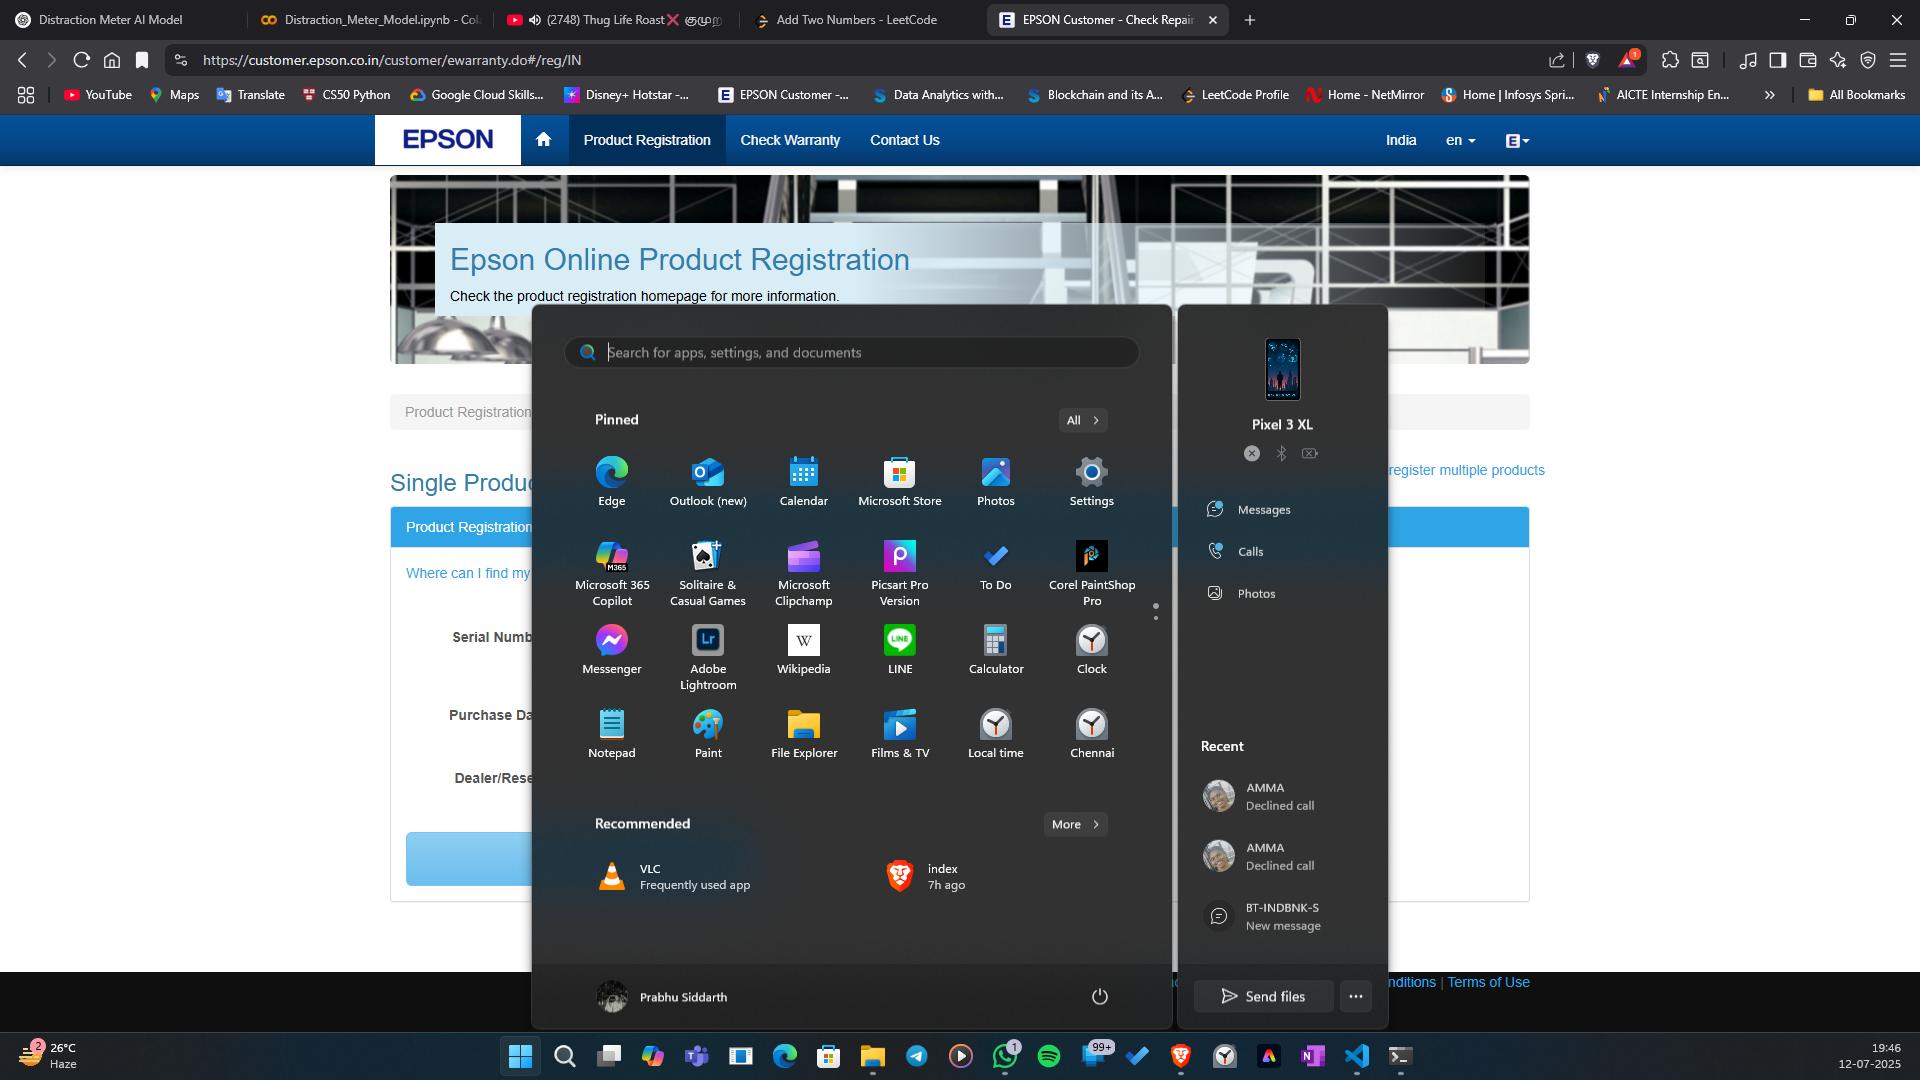 Distraction Meter AI Model
Distraction_Meter_Model.ipynb - Col
(2748) Thug Life Roast❌ குமுற
Add Two Numbers - LeetCode
EPSON Customer - Check Repair
https://customer.epson.co.in/customer/ewarranty.do#/reg/IN
1
YouTube
Maps
Translate
CS50 Python
Google Cloud Skills...
Disney+ Hotstar -...
EPSON Customer -...
Data Analytics with...
Blockchain and its A...
LeetCode Profile
Home - NetMirror
Home | Infosys Spri...
AICTE Internship En...
All Bookmarks
EPSON
Product Registration
Check Warranty
Contact Us
India
en
E
Epson Online Product Registration
Check the product registration homepage for more information.
Product Registration
Single Produc
register multiple products
Product Registration
Where can I find my
Serial Numb
Purchase Da
Dealer/Rese
nditions | Terms of Use
Search for apps, settings, and documents
Pinned
All
Edge
Outlook (new)
Calendar
Microsoft Store
Photos
Settings
M365
Microsoft 365
Copilot
Solitaire &
Casual Games
Microsoft
Clipchamp
Picsart Pro
Version
To Do
Corel PaintShop
Pro
Messenger
Lr
Adobe
Lightroom
W
Wikipedia
LINE
LINE
Calculator
Clock
Notepad
Paint
File Explorer
Films & TV
Local time
Chennai
Recommended
More
VLC
Frequently used app
index
7h ago
Prabhu Siddarth
Pixel 3 XL
Messages
Calls
Photos
Recent
AMMA
Declined call
AMMA
Declined call
BT-INDBNK-S
New message
Send files
2
26°C
Haze
1
99+
19:46
12-07-2025